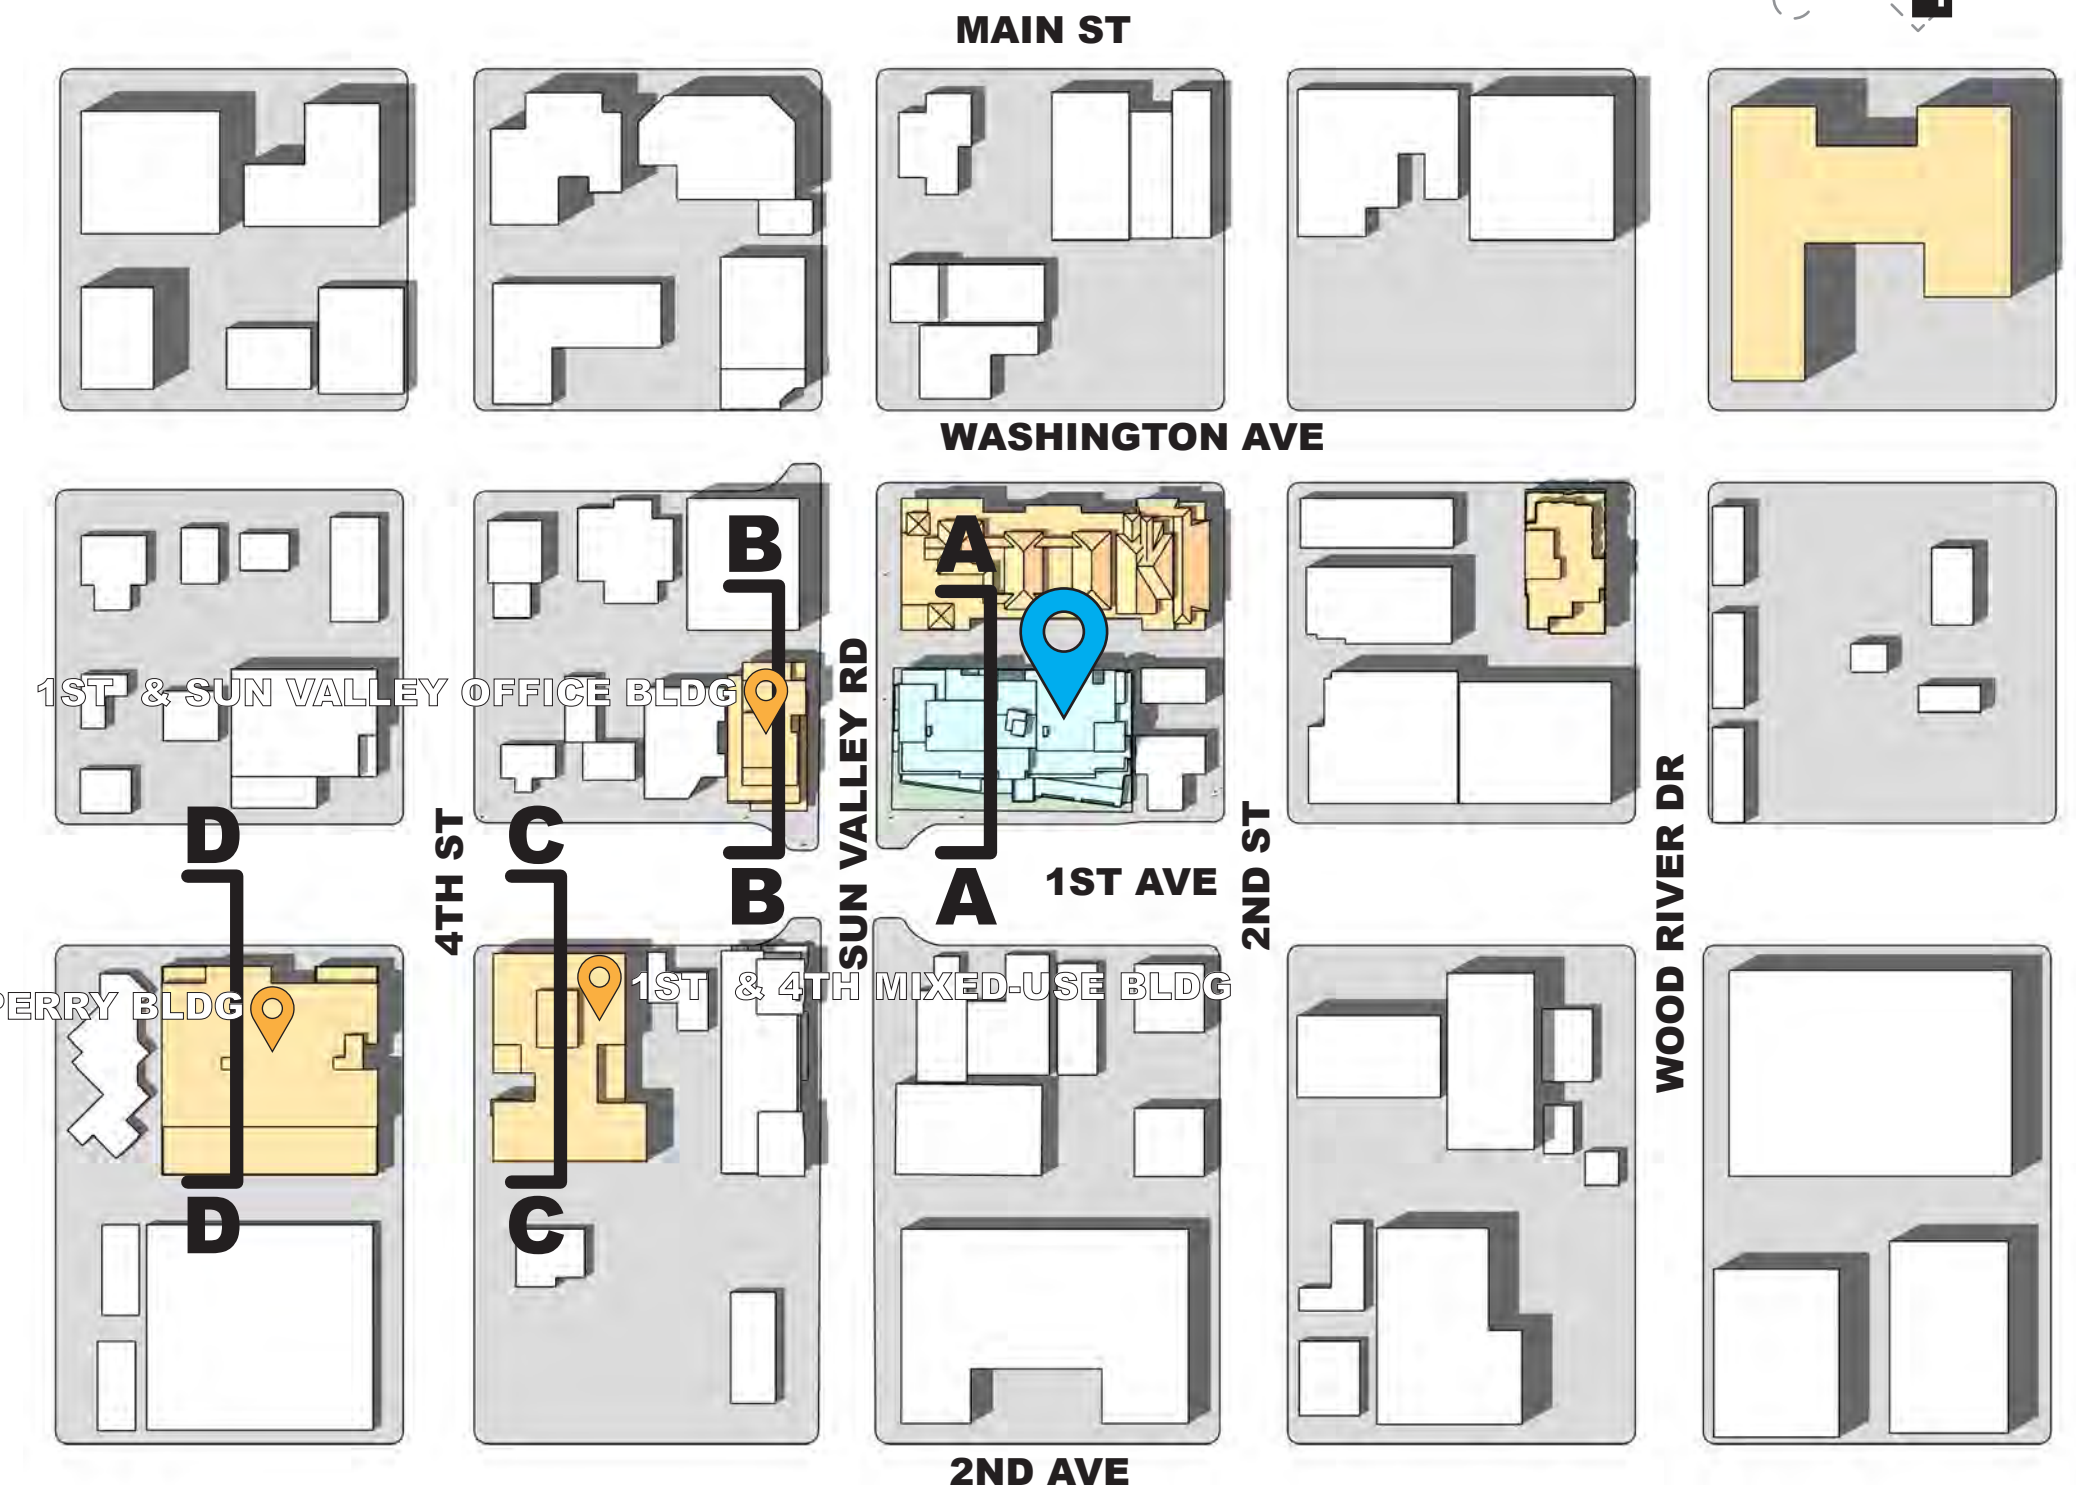 MAIN ST
WASHINGTON AVE
B
A
1ST & SUN VALLEY OFFICE BLDG
SUN VALLEY RD
D
C
4TH ST
B
A
1ST AVE
2ND ST
WOOD RIVER DR
PERRY BLDG
1ST & 4TH MIXED-USE BLDG
D
C
2ND AVE